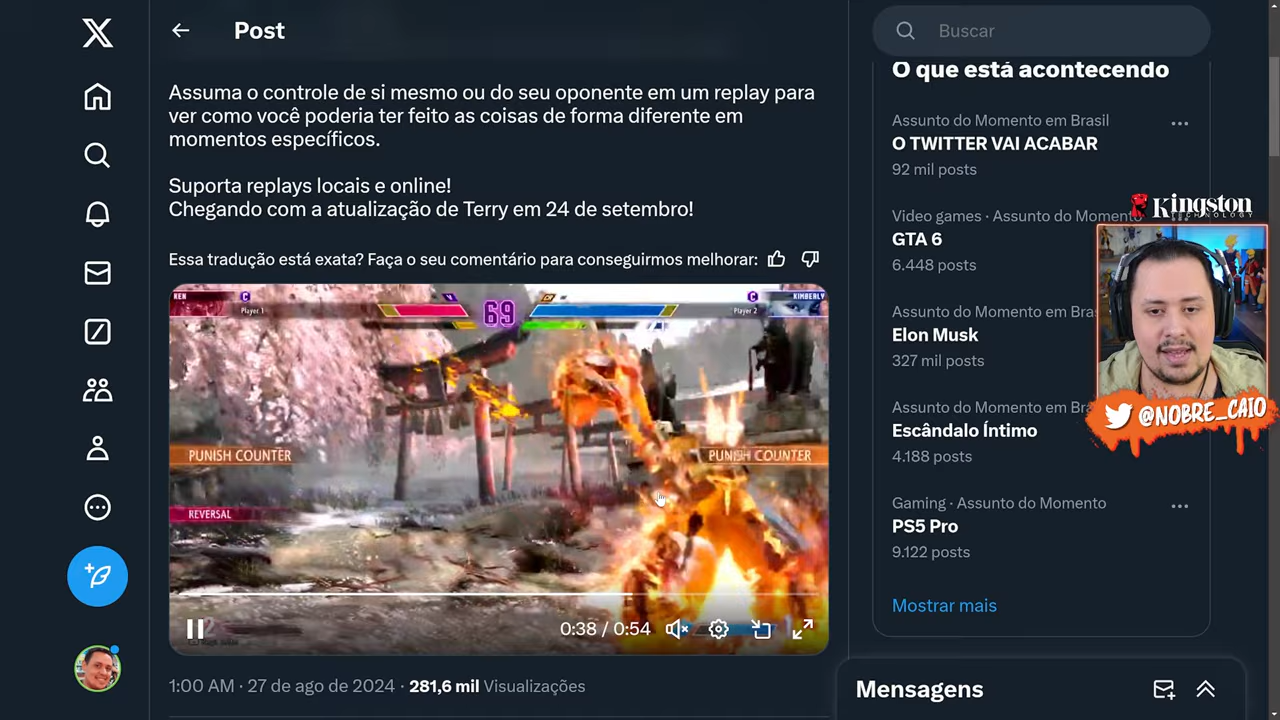 Post
Assuma o controle de si mesmo ou do seu oponente em um replay para
ver como você poderia ter feito as coisas de forma diferente em
momentos específicos.
Suporta replays locais e online!
Chegando com a atualização de Terry em 24 de setembro!
Essa tradução está exata? Faça o seu comentário para conseguirmos melhorar:
KEN
C
Player 1
69
C
KIMBERLY
Player 2
PUNISH COUNTER
PUNISH COUNTER
REVERSAL
0:38 / 0:54
1:00 AM · 27 de ago de 2024 · 281,6 mil Visualizações
Buscar
O que está acontecendo
Assunto do Momento em Brasil
O TWITTER VAI ACABAR
92 mil posts
Video games · Assunto do Momento
GTA 6
6.448 posts
Assunto do Momento em Bra
Elon Musk
327 mil posts
Assunto do Momento em Bra
Escândalo Íntimo
4.188 posts
Gaming · Assunto do Momento
PS5 Pro
9.122 posts
Mostrar mais
Kingston
TECHNOLOGY
@NOBRE_CAIO
Mensagens